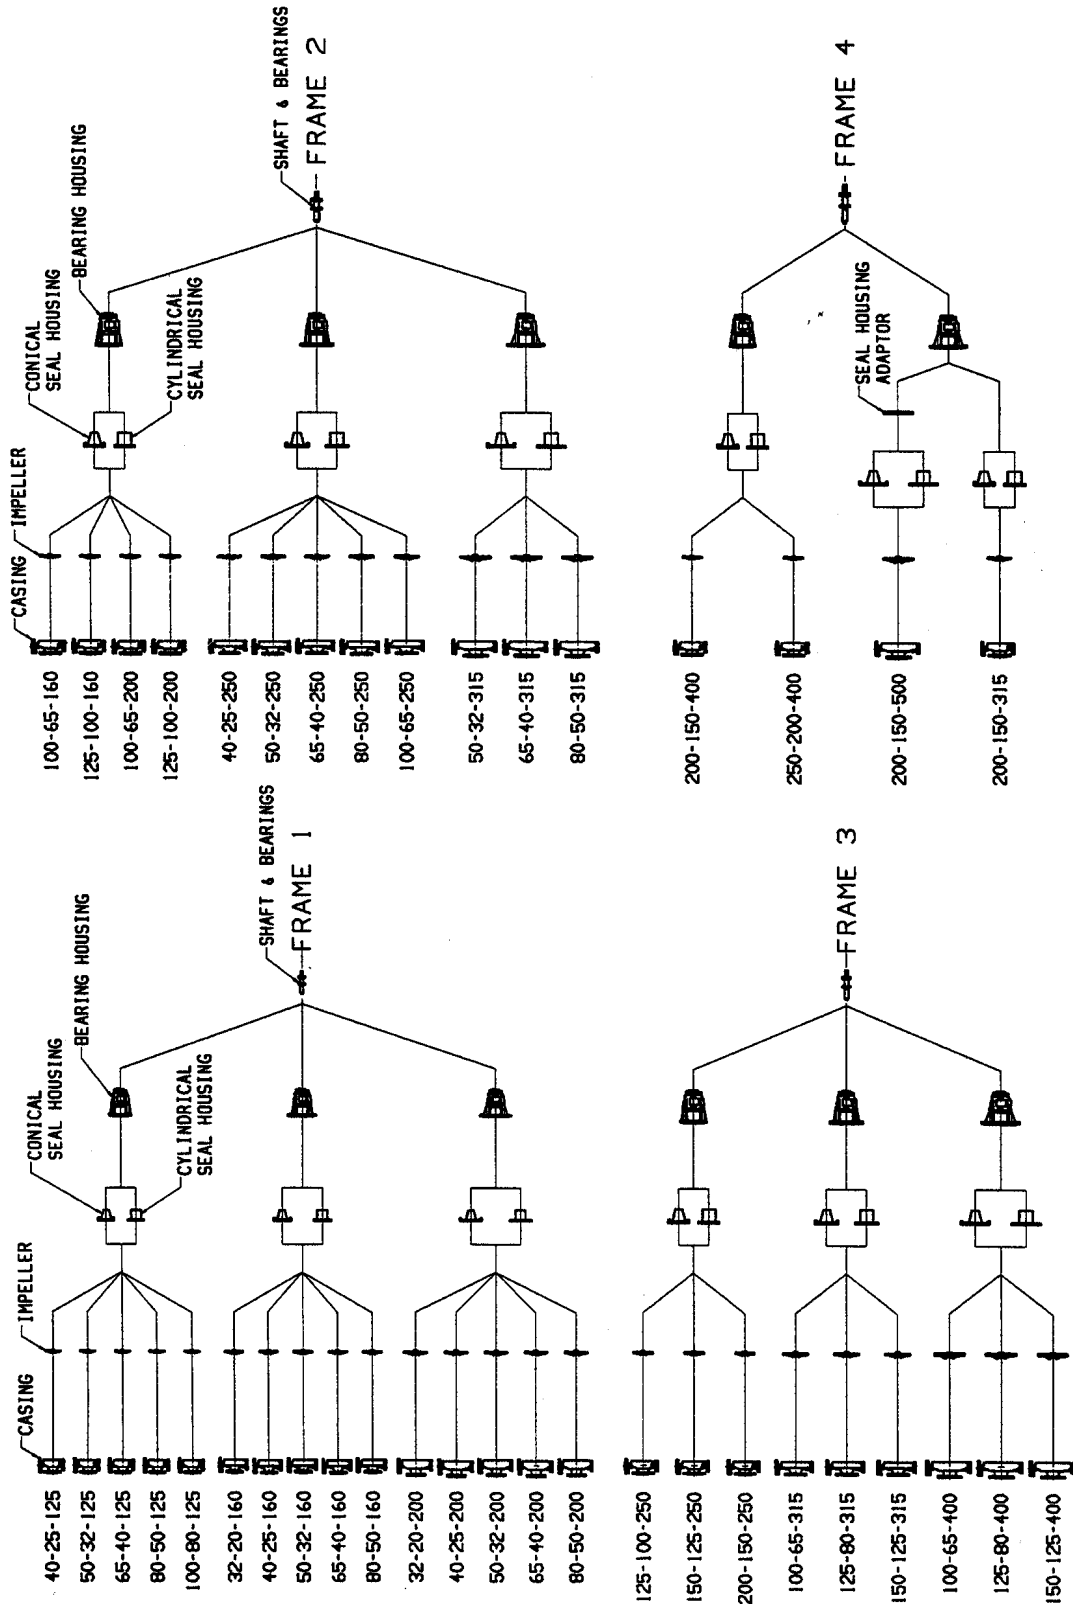 CASING
IMPELLER
CONICAL
SEAL HOUSING
BEARING HOUSING
CYLINDRICAL
SEAL HOUSING
SHAFT & BEARINGS
FRAME 1
40-25-125
50-32-125
65-40-125
80-50-125
100-80-125
32-20-160
40-25-160
50-32-160
65-40-160
80-50-160
32-20-200
40-25-200
50-32-200
65-40-200
80-50-200
CASING
IMPELLER
CONICAL
SEAL HOUSING
BEARING HOUSING
CYLINDRICAL
SEAL HOUSING
SHAFT & BEARINGS
FRAME 2
100-65-160
125-100-160
100-65-200
125-100-200
40-25-250
50-32-250
65-40-250
80-50-250
100-65-250
50-32-315
65-40-315
80-50-315
FRAME 3
125-100-250
150-125-250
200-150-250
100-65-315
125-80-315
150-125-315
100-65-400
125-80-400
150-125-400
SEAL HOUSING
ADAPTOR
FRAME 4
200-150-400
250-200-400
200-150-500
200-150-315